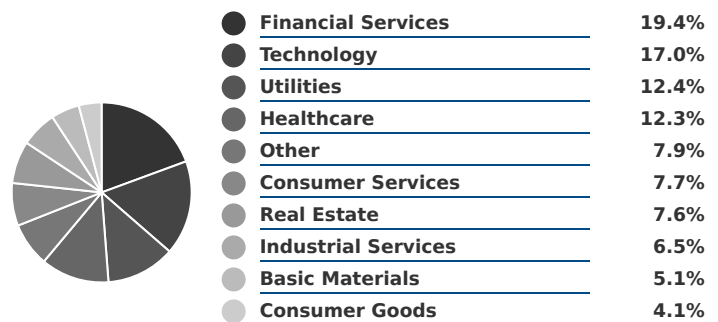 Financial Services 19.4%
Technology 17.0%
Utilities 12.4%
Healthcare 12.3%
Other 7.9%
Consumer Services 7.7%
Real Estate 7.6%
Industrial Services 6.5%
Basic Materials 5.1%
Consumer Goods 4.1%